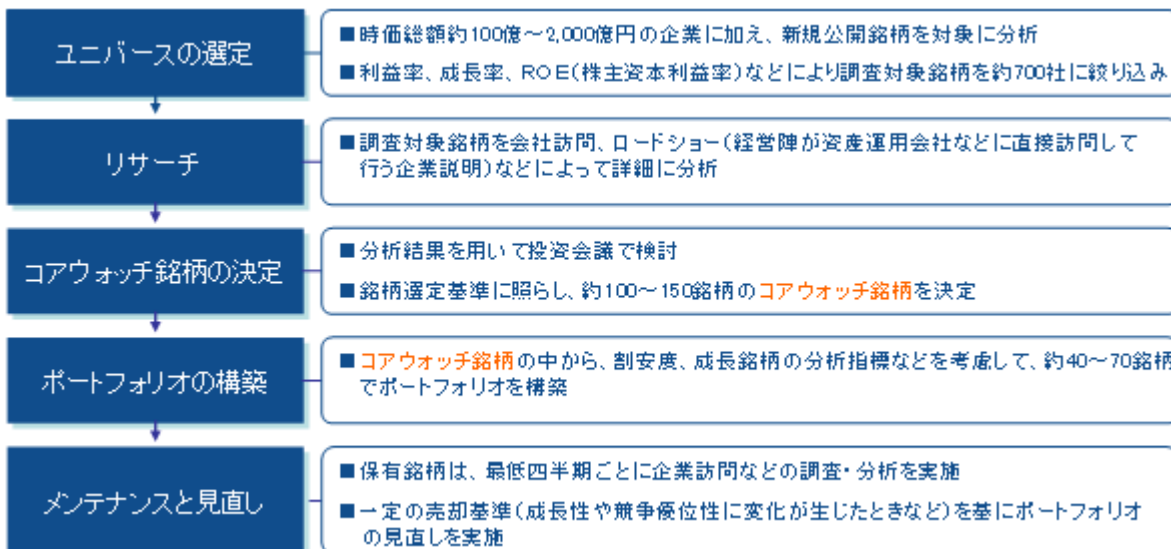 ユニバースの選定
■時価総額約100億～2,000億円の企業に加え、新規公開銘柄を対象に分析
■利益率、成長率、ROE(株主資本利益率)などにより調査対象銘柄を約700社に絞り込み
リサーチ
■調査対象銘柄を会社訪問、ロードショー(経営陣が資産運用会社などに直接訪問して
行う企業説明)などによって詳細に分析
コアウォッチ銘柄の決定
■分析結果を用いて投資会議で検討
■銘柄選定基準に照らし、約100～150銘柄のコアウォッチ銘柄を決定
ポートフォリオの構築
■コアウォッチ銘柄の中から、割安度、成長銘柄の分析指標などを考慮して、約40～70銘柄
でポートフォリオを構築
メンテナンスと見直し
■保有銘柄は、最低四半期ごとに企業訪問などの調査・分析を実施
■一定の売却基準(成長性や競争優位性に変化が生じたときなど)を基にポートフォリオ
の見直しを実施